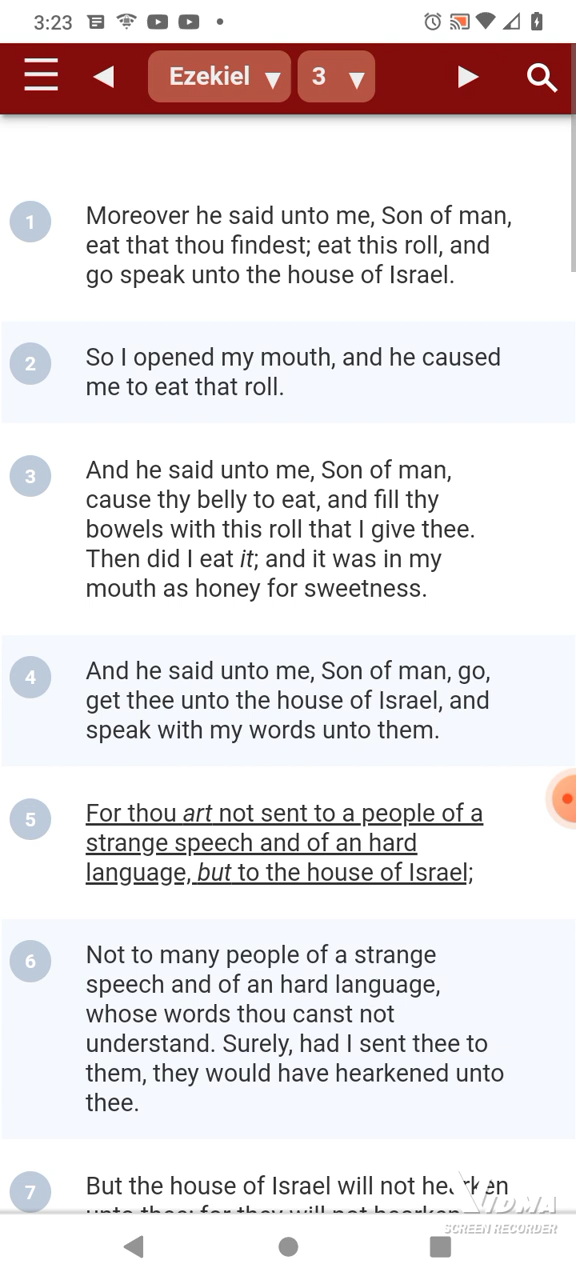 3:23
Ezekiel 3
1 Moreover he said unto me, Son of man,
eat that thou findest; eat this roll, and
go speak unto the house of Israel.
2 So I opened my mouth, and he caused
me to eat that roll.
3 And he said unto me, Son of man,
cause thy belly to eat, and fill thy
bowels with this roll that I give thee.
Then did I eat it; and it was in my
mouth as honey for sweetness.
4 And he said unto me, Son of man, go,
get thee unto the house of Israel, and
speak with my words unto them.
5 For thou art not sent to a people of a
strange speech and of an hard
language, but to the house of Israel;
6 Not to many people of a strange
speech and of an hard language,
whose words thou canst not
understand. Surely, had I sent thee to
them, they would have hearkened unto
thee.
7 But the house of Israel will not hearken
VIDMA
SCREEN RECORDER